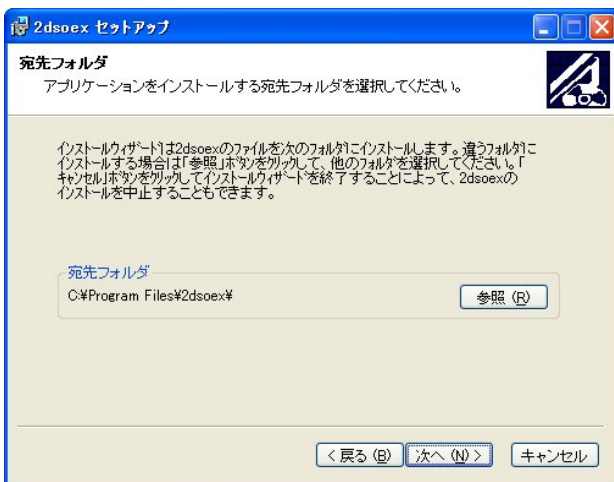 2dsoex セットアップ
宛先フォルダ
アプリケーションをインストールする宛先フォルダを選択してください。
インストールウィザードは2dsoexのファイルを次のフォルダにインストールします。違うフォルダに
インストールする場合は「参照」ボタンをクリックして、他のフォルダを選択してください。「
キャンセル」ボタンをクリックしてインストールウィザードを終了することによって、2dsoexの
インストールを中止することもできます。
宛先フォルダ
C:¥Program Files¥2dsoex¥
参照 (R)
< 戻る (B)
次へ (N) >
キャンセル